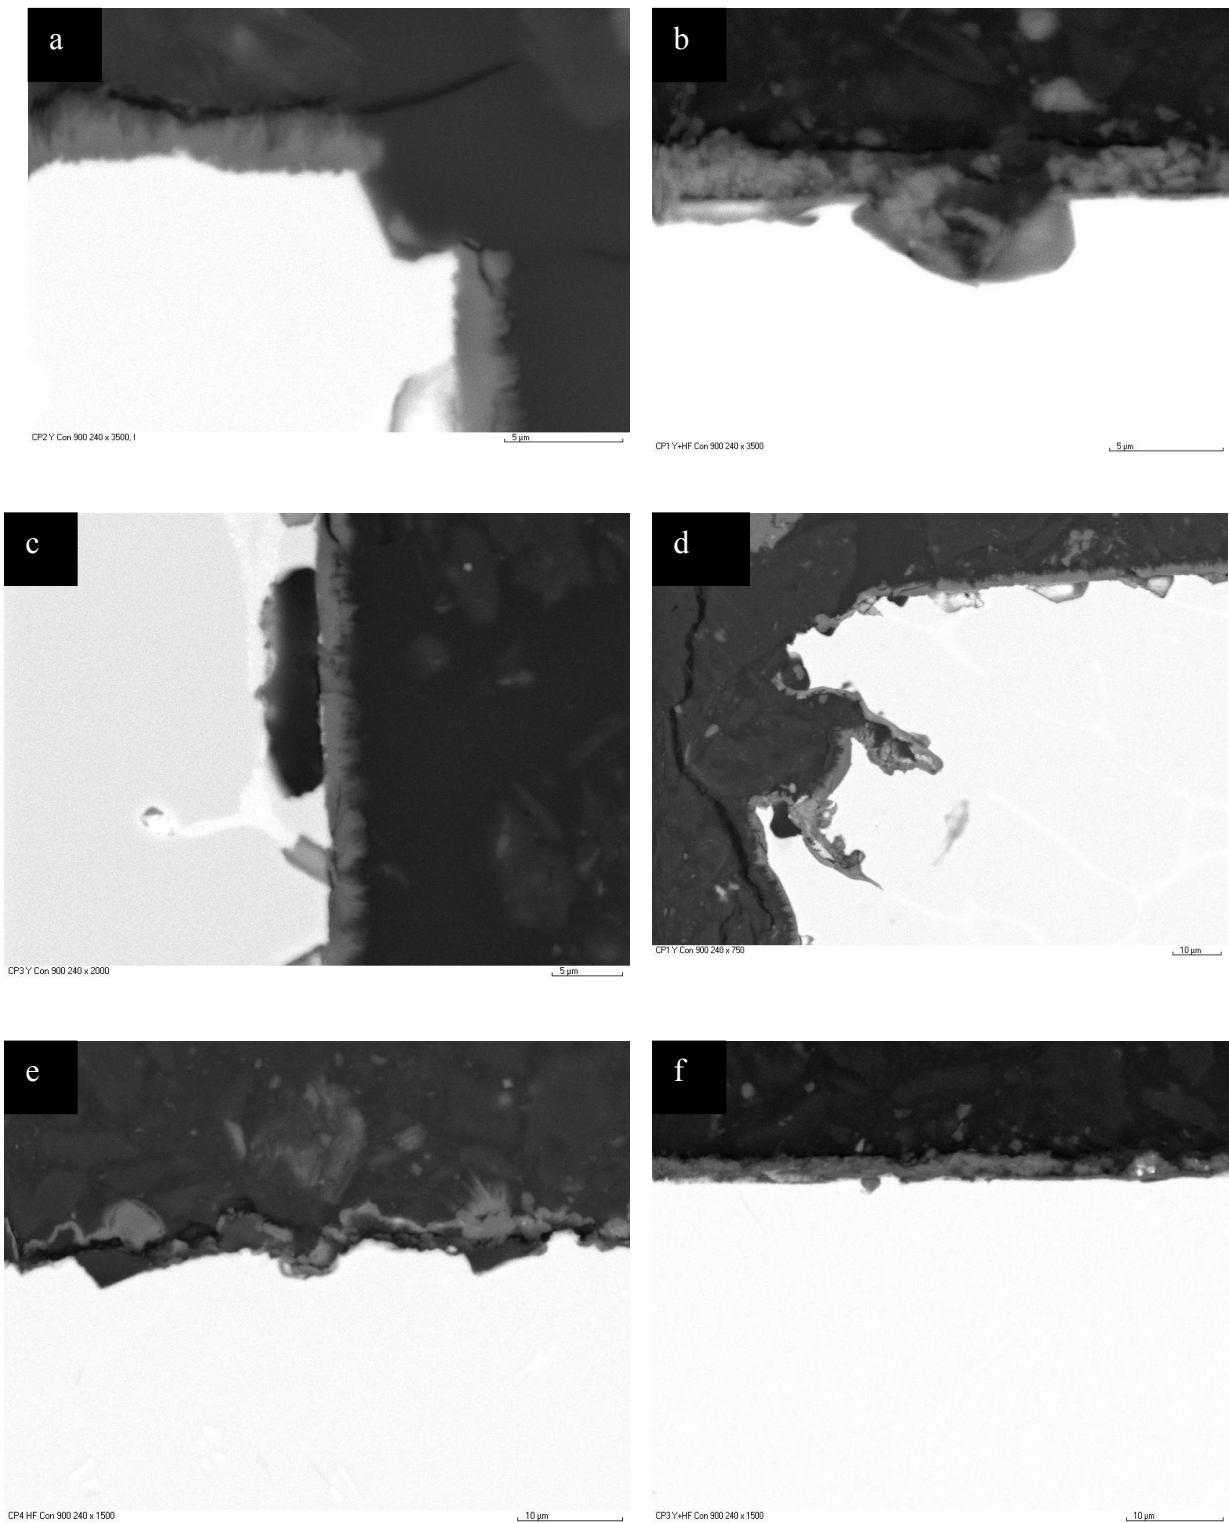 a
b
CP2 Y Con 900 240 x 3500, I
5 µm
CP1 Y+HF Con 900 240 x 3500
5 µm
c
d
CP3 Y Con 900 240 x 2000
5 µm
CP1 Y Con 900 240 x 750
10 µm
e
f
CP4 HF Con 900 240 x 1500
10 µm
CP3 Y+HF Con 900 240 x 1500
10 µm